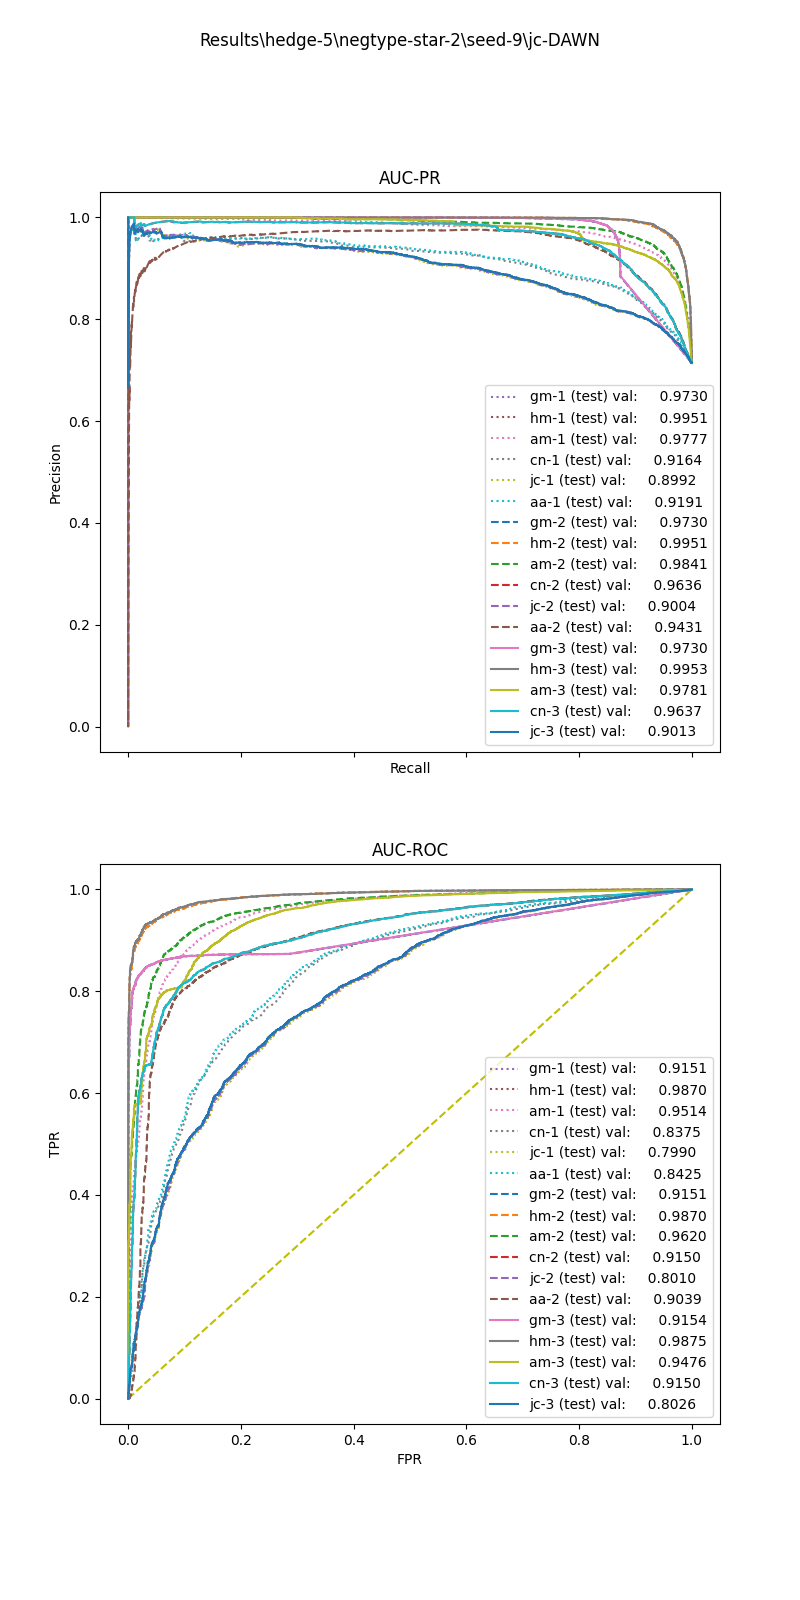 Results\hedge-5\negtype-star-2\seed-9\jc-DAWN
AUC-PR
1.0
0.8
0.6
0.4
0.2
0.0
Precision
gm-1 (test) val: 0.9730
hm-1 (test) val: 0.9951
am-1 (test) val: 0.9777
cn-1 (test) val: 0.9164
jc-1 (test) val: 0.8992
aa-1 (test) val: 0.9191
gm-2 (test) val: 0.9730
hm-2 (test) val: 0.9951
am-2 (test) val: 0.9841
cn-2 (test) val: 0.9636
jc-2 (test) val: 0.9004
aa-2 (test) val: 0.9431
gm-3 (test) val: 0.9730
hm-3 (test) val: 0.9953
am-3 (test) val: 0.9781
cn-3 (test) val: 0.9637
jc-3 (test) val: 0.9013
Recall
AUC-ROC
1.0
0.8
0.6
0.4
0.2
0.0
TPR
gm-1 (test) val: 0.9151
hm-1 (test) val: 0.9870
am-1 (test) val: 0.9514
cn-1 (test) val: 0.8375
jc-1 (test) val: 0.7990
aa-1 (test) val: 0.8425
gm-2 (test) val: 0.9151
hm-2 (test) val: 0.9870
am-2 (test) val: 0.9620
cn-2 (test) val: 0.9150
jc-2 (test) val: 0.8010
aa-2 (test) val: 0.9039
gm-3 (test) val: 0.9154
hm-3 (test) val: 0.9875
am-3 (test) val: 0.9476
cn-3 (test) val: 0.9150
jc-3 (test) val: 0.8026
0.0 0.2 0.4 0.6 0.8 1.0
FPR